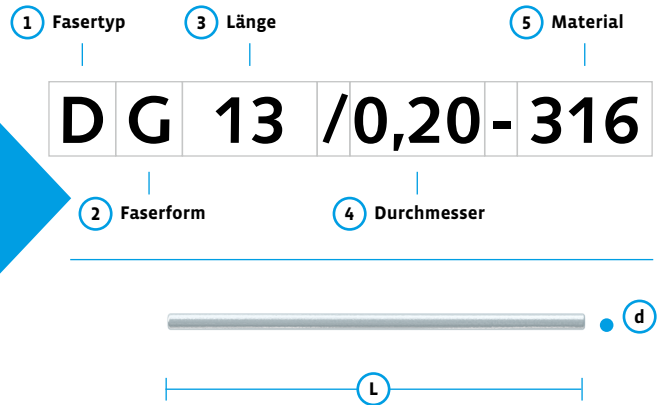 1 Fasertyp 3 Länge 5 Material
D G 13 /0,20-316
2 Faserform 4 Durchmesser
d
L